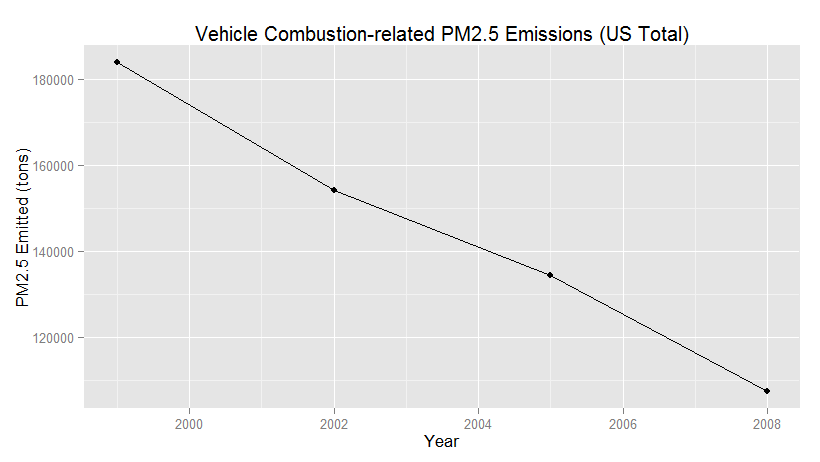 Vehicle Combustion-related PM2.5 Emissions (US Total)
PM2.5 Emitted (tons)
180000
160000
140000
120000
2000 2002 2004 2006 2008
Year